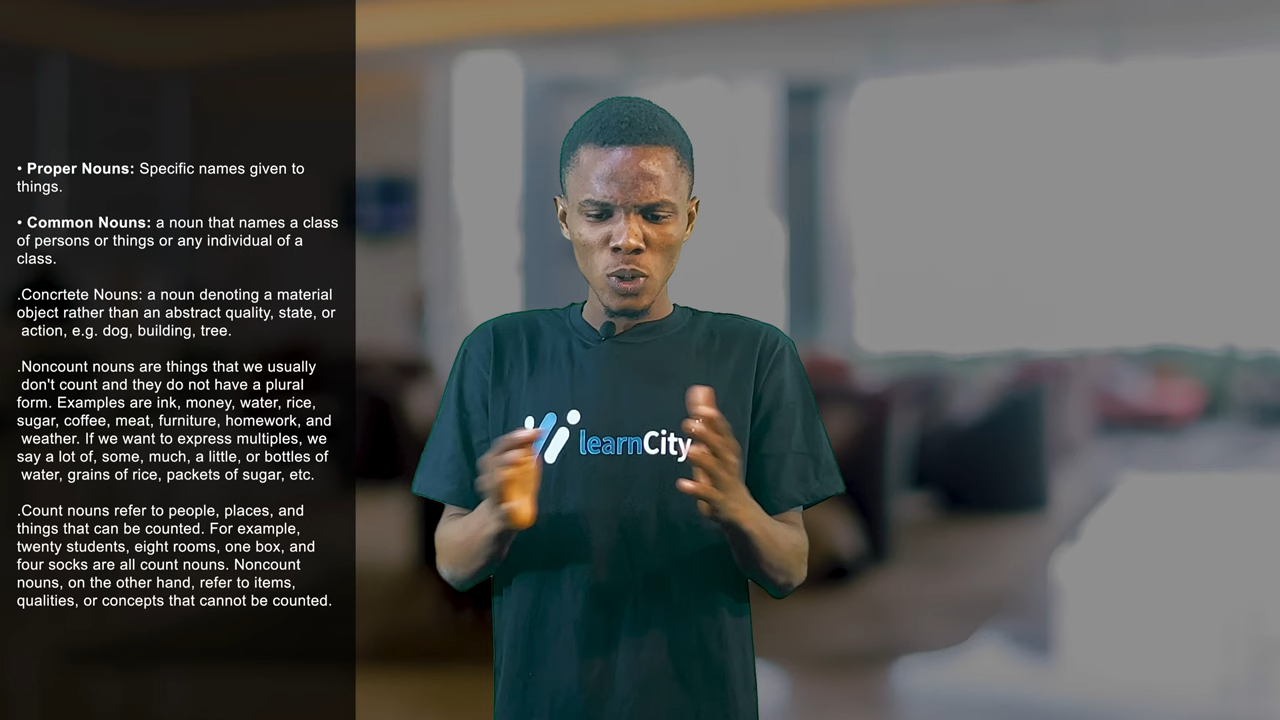 • Proper Nouns: Specific names given to
things.
• Common Nouns: a noun that names a class
of persons or things or any individual of a
class.
.Concrtete Nouns: a noun denoting a material
object rather than an abstract quality, state, or
action, e.g. dog, building, tree.
.Noncount nouns are things that we usually
don't count and they do not have a plural
form. Examples are ink, money, water, rice,
sugar, coffee, meat, furniture, homework, and
weather. If we want to express multiples, we
say a lot of, some, much, a little, or bottles of
water, grains of rice, packets of sugar, etc.
.Count nouns refer to people, places, and
things that can be counted. For example,
twenty students, eight rooms, one box, and
four socks are all count nouns. Noncount
nouns, on the other hand, refer to items,
qualities, or concepts that cannot be counted.
learnCity